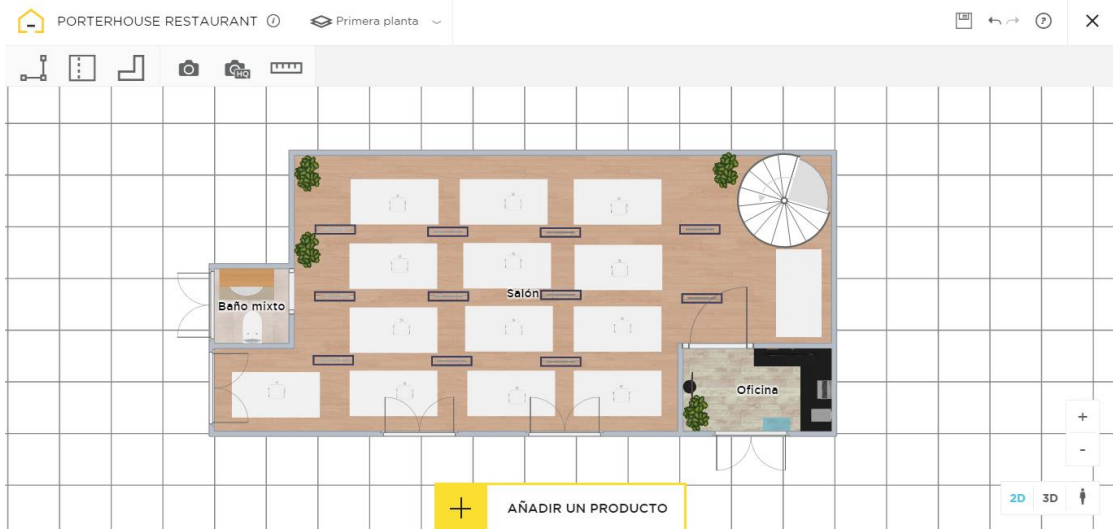 PORTERHOUSE RESTAURANT
Primera planta
HQ
Salón
Baño mixto
Oficina
+
-
2D 3D
AÑADIR UN PRODUCTO